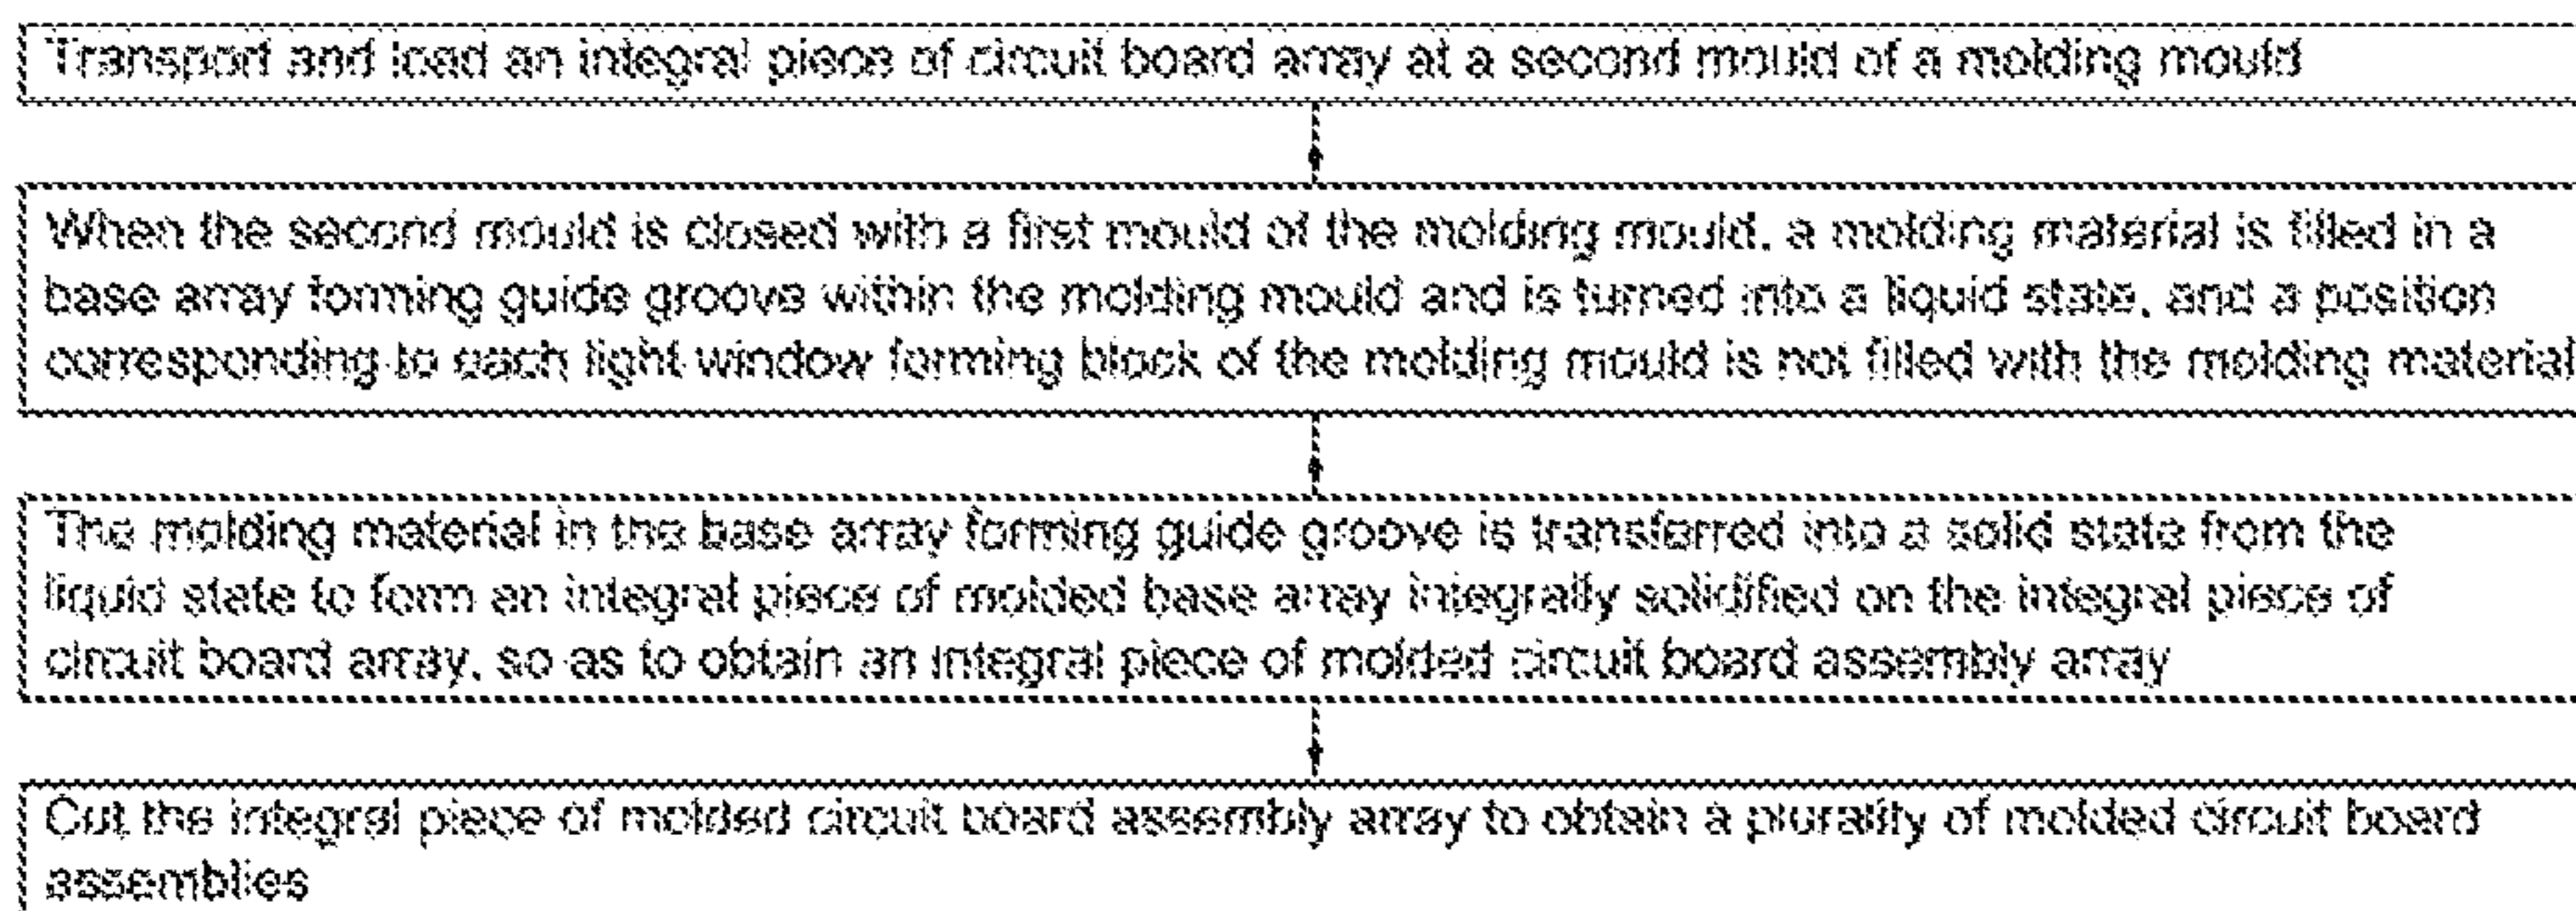 Transport and load an integral piece of circuit board array at a second mould of a molding mould
When the second mould is closed with a first mould of the molding mould, a molding material is filled in a
base array forming guide groove within the molding mould and is turned into a liquid state, and a position
corresponding to each light window forming block of the molding mould is not filled with the molding material
The molding material in the base array forming guide groove is transferred into a solid state from the
liquid state to form an integral piece of molded base array integrally solidified on the integral piece of
circuit board array, so as to obtain an integral piece of molded circuit board assembly array
Cut the integral piece of molded circuit board assembly array to obtain a plurality of molded circuit board
assemblies